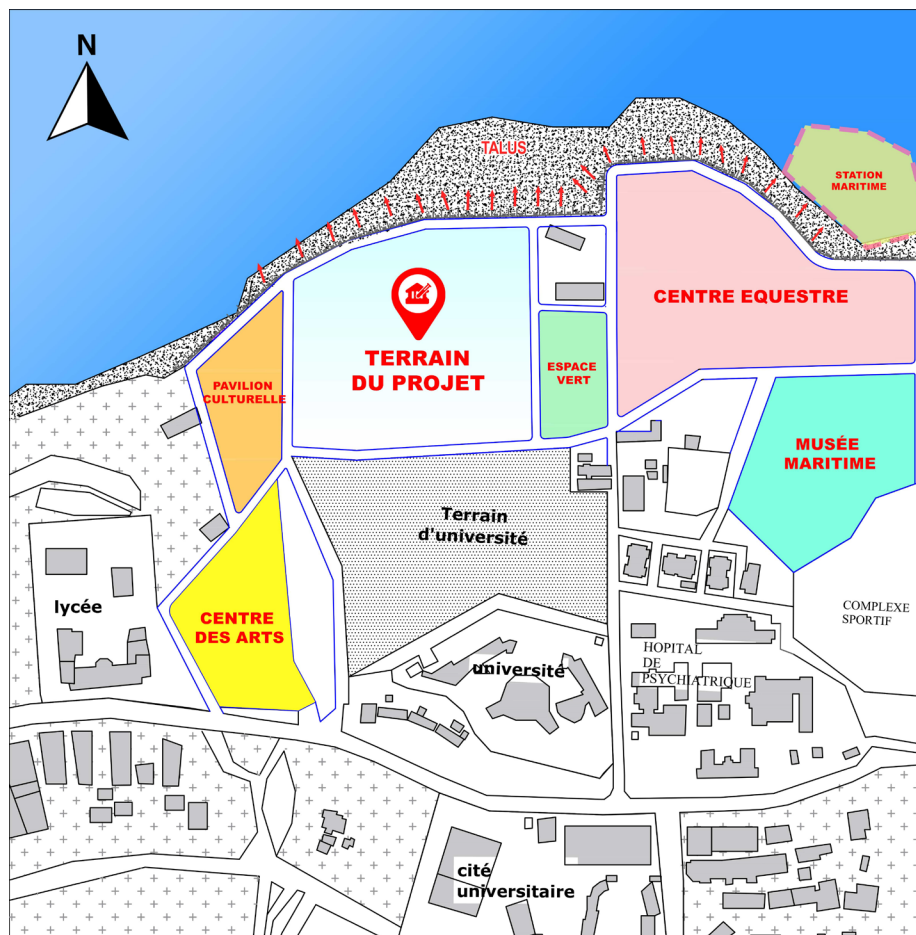 N
TALUS
STATION
MARITIME
CENTRE EQUESTRE
TERRAIN
DU PROJET
ESPACE
VERT
PAVILION
CULTURELLE
MUSÉE
MARITIME
Terrain
d'université
lycée
CENTRE
DES ARTS
COMPLEXE
SPORTIF
HOPITAL
DE
PSYCHIATRIQUE
université
cité
universitaire